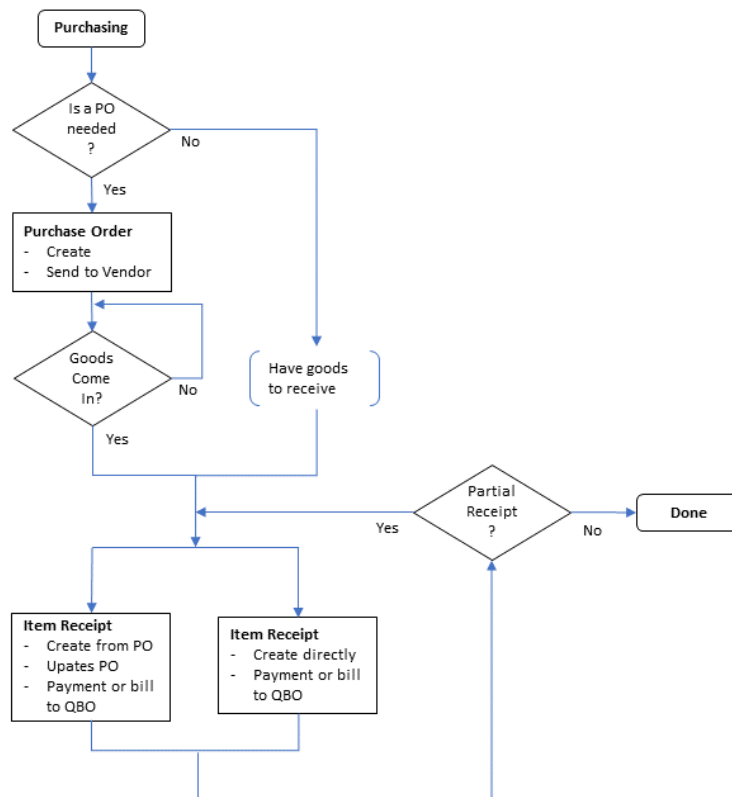 Purchasing
Is a PO
needed
?
No
Yes
Purchase Order
- Create
- Send to Vendor
Goods
Come
In?
No
Yes
Have goods
to receive
Partial
Receipt
?
Yes
No
Done
Item Receipt
- Create from PO
- Upates PO
- Payment or bill
to QBO
Item Receipt
- Create directly
- Payment or bill
to QBO